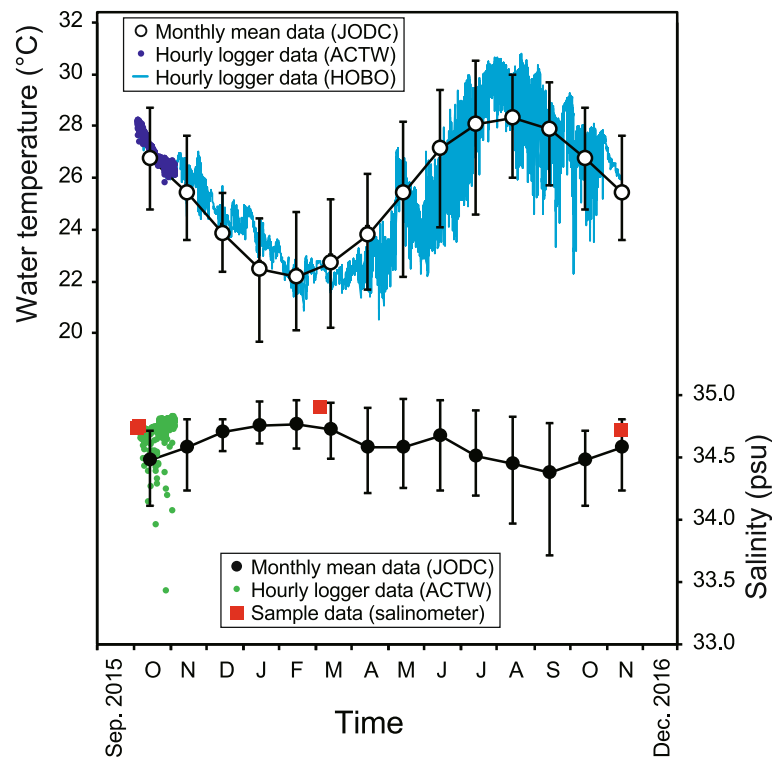 32
30
28
26
24
22
20
Water temperature (°C)
Monthly mean data (JODC)
Hourly logger data (ACTW)
Hourly logger data (HOBO)
35.0
34.5
34.0
33.5
33.0
Salinity (psu)
Monthly mean data (JODC)
Hourly logger data (ACTW)
Sample data (salinometer)
Sep. 2015
O N D J F M A M J J A S O N
Dec. 2016
Time